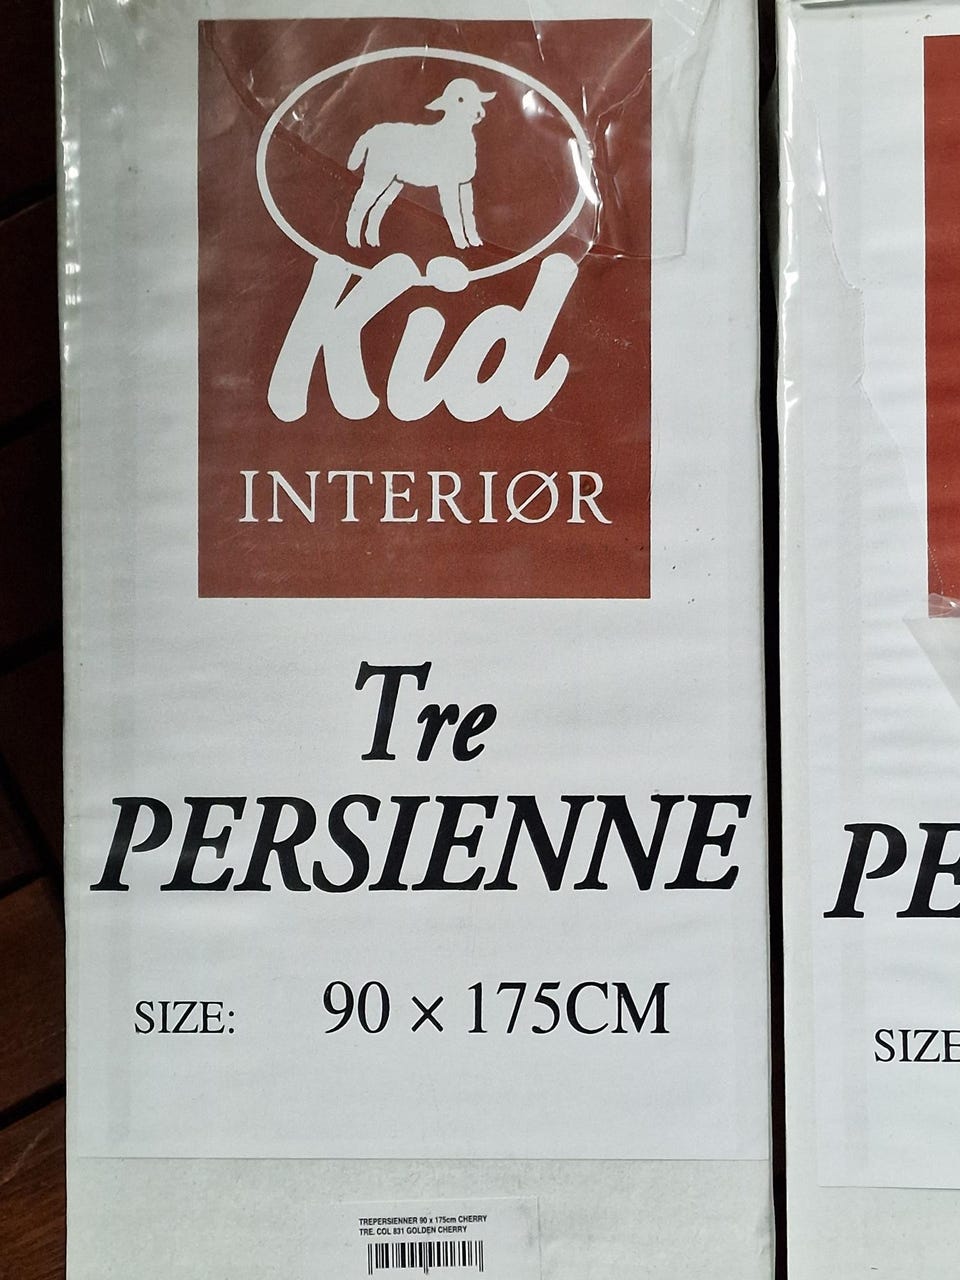 Kid
INTERIØR
Tre
PERSIENNE
SIZE: 90 × 175CM
TREPERSIENNER 90 x 175cm CHERRY
TRE. COL 831 GOLDEN CHERRY
PE
SIZE